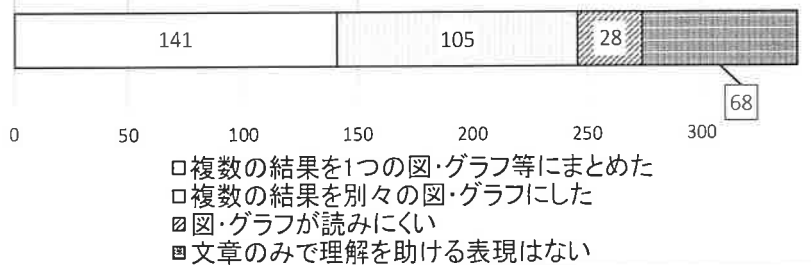 141 105 28
68
0 50 100 150 200 250 300
□複数の結果を1つの図･グラフ等にまとめた
□複数の結果を別々の図･グラフにした
図･グラフが読みにくい
文章のみで理解を助ける表現はない